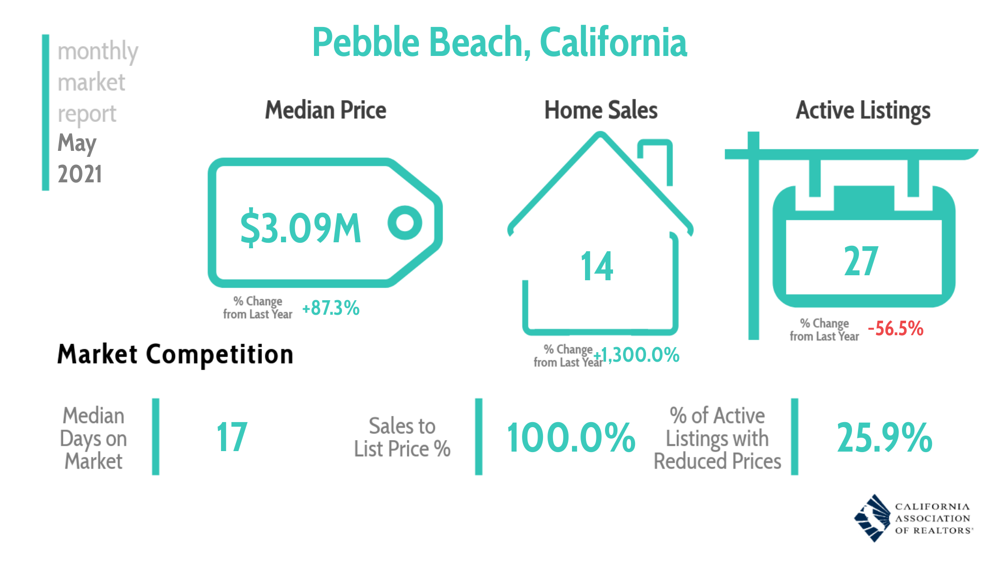 monthly
market
report
May
2021
Pebble Beach, California
Median Price
$3.09M
% Change
from Last Year
+87.3%
Home Sales
14
% Change
from Last Year
+1,300.0%
Active Listings
27
% Change
from Last Year
-56.5%
Market Competition
Median
Days on
Market
17
Sales to
List Price %
100.0%
% of Active
Listings with
Reduced Prices
25.9%
CALIFORNIA
ASSOCIATION
OF REALTORS®